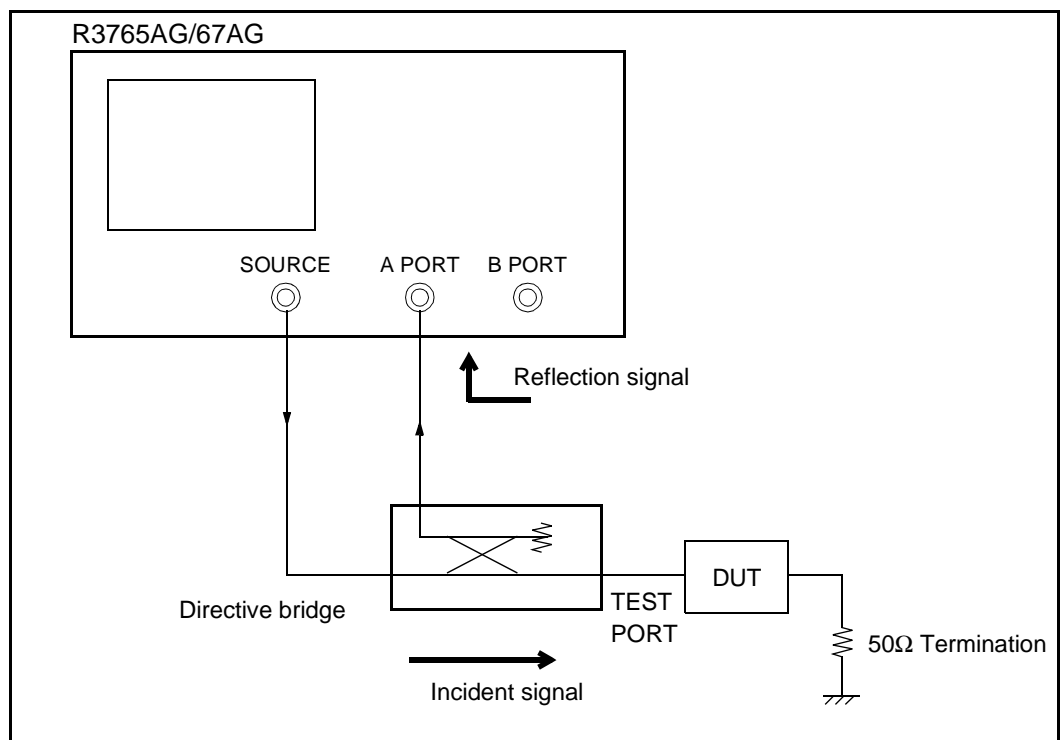 R3765AG/67AG
SOURCE
A PORT
B PORT
Reflection signal
DUT
Directive bridge
TEST
PORT
50Ω Termination
Incident signal